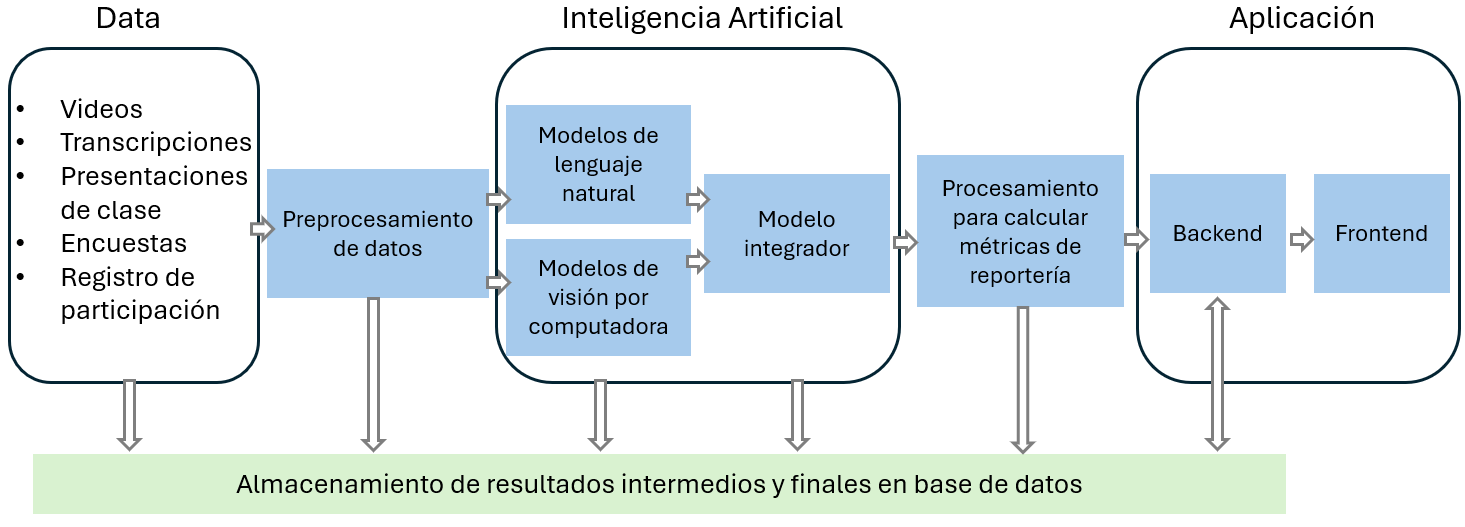 Data
Inteligencia Artificial
Aplicación
• Videos
• Transcripciones
• Presentaciones
de clase
• Encuestas
• Registro de
participación
Preprocesamiento
de datos
Modelos de
lenguaje
natural
Modelos de
visión por
computadora
Modelo
integrador
Procesamiento
para calcular
métricas de
reportería
Backend
Frontend
Almacenamiento de resultados intermedios y finales en base de datos